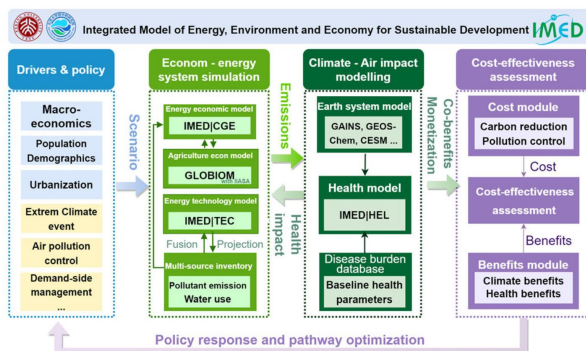 Integrated Model of Energy, Environment and Economy for Sustainable Development
IMED
Drivers & policy
Macro-
economics
Population
Demographics
Urbanization
Extrem Climate
event
Air pollution
control
Demand-side
management
...
Scenario
Econom - energy
system simulation
Energy economic model
IMED|CGE
Agriculture econ model
GLOBIOM
with IIASA
Energy technology model
IMED|TEC
Fusion
Projection
Multi-source inventory
Pollutant emission
Water use
Emissions
Health
impact
Climate - Air impact
modelling
Earth system model
GAINS, GEOS-
Chem, CESM ...
Health model
IMED|HEL
Disease burden
database
Baseline health
parameters
Co-benefits
Monetization
Cost-effectiveness
assessment
Cost module
Carbon reduction
Pollution control
Cost
Cost-effectiveness
assessment
Benefits
Benefits module
Climate benefits
Health benefits
Policy response and pathway optimization